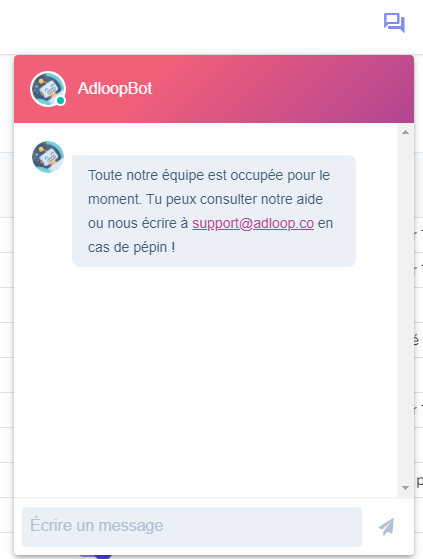 AdloopBot
Toute notre équipe est occupée pour le
moment. Tu peux consulter notre aide
ou nous écrire à support@adloop.co en
cas de pépin !
Écrire un message